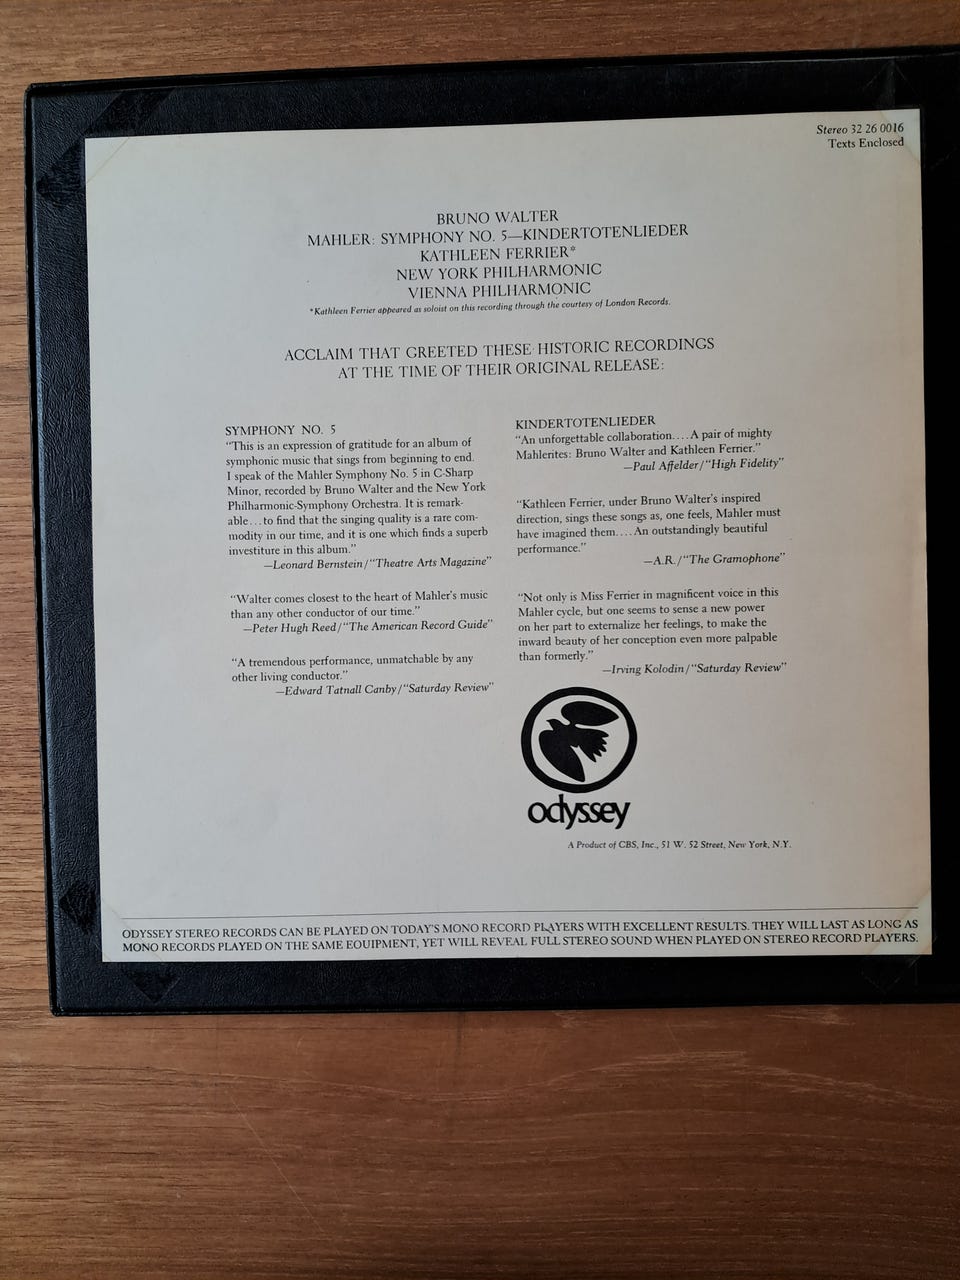 Stereo 32 26 0016
Texts Enclosed
BRUNO WALTER
MAHLER: SYMPHONY NO. 5—KINDERTOTENLIEDER
KATHLEEN FERRIER*
NEW YORK PHILHARMONIC
VIENNA PHILHARMONIC
*Kathleen Ferrier appeared as soloist on this recording through the courtesy of London Records.
ACCLAIM THAT GREETED THESE HISTORIC RECORDINGS
AT THE TIME OF THEIR ORIGINAL RELEASE:
SYMPHONY NO. 5
“This is an expression of gratitude for an album of
symphonic music that sings from beginning to end.
I speak of the Mahler Symphony No. 5 in C-Sharp
Minor, recorded by Bruno Walter and the New York
Philharmonic-Symphony Orchestra. It is remark-
able...to find that the singing quality is a rare com-
modity in our time, and it is one which finds a superb
investiture in this album.”
—Leonard Bernstein/“Theatre Arts Magazine”
“Walter comes closest to the heart of Mahler's music
than any other conductor of our time.”
—Peter Hugh Reed/“The American Record Guide”
“A tremendous performance, unmatchable by any
other living conductor.”
—Edward Tatnall Canby/“Saturday Review”
KINDERTOTENLIEDER
“An unforgettable collaboration....A pair of mighty
Mahlerites: Bruno Walter and Kathleen Ferrier.”
—Paul Affelder/“High Fidelity”
“Kathleen Ferrier, under Bruno Walter's inspired
direction, sings these songs as, one feels, Mahler must
have imagined them....An outstandingly beautiful
performance.”
—A.R./“The Gramophone”
“Not only is Miss Ferrier in magnificent voice in this
Mahler cycle, but one seems to sense a new power
on her part to externalize her feelings, to make the
inward beauty of her conception even more palpable
than formerly.”
—Irving Kolodin/“Saturday Review”
odyssey
A Product of CBS, Inc., 51 W. 52 Street, New York, N.Y.
ODYSSEY STEREO RECORDS CAN BE PLAYED ON TODAY'S MONO RECORD PLAYERS WITH EXCELLENT RESULTS. THEY WILL LAST AS LONG AS
MONO RECORDS PLAYED ON THE SAME EQUIPMENT, YET WILL REVEAL FULL STEREO SOUND WHEN PLAYED ON STEREO RECORD PLAYERS.